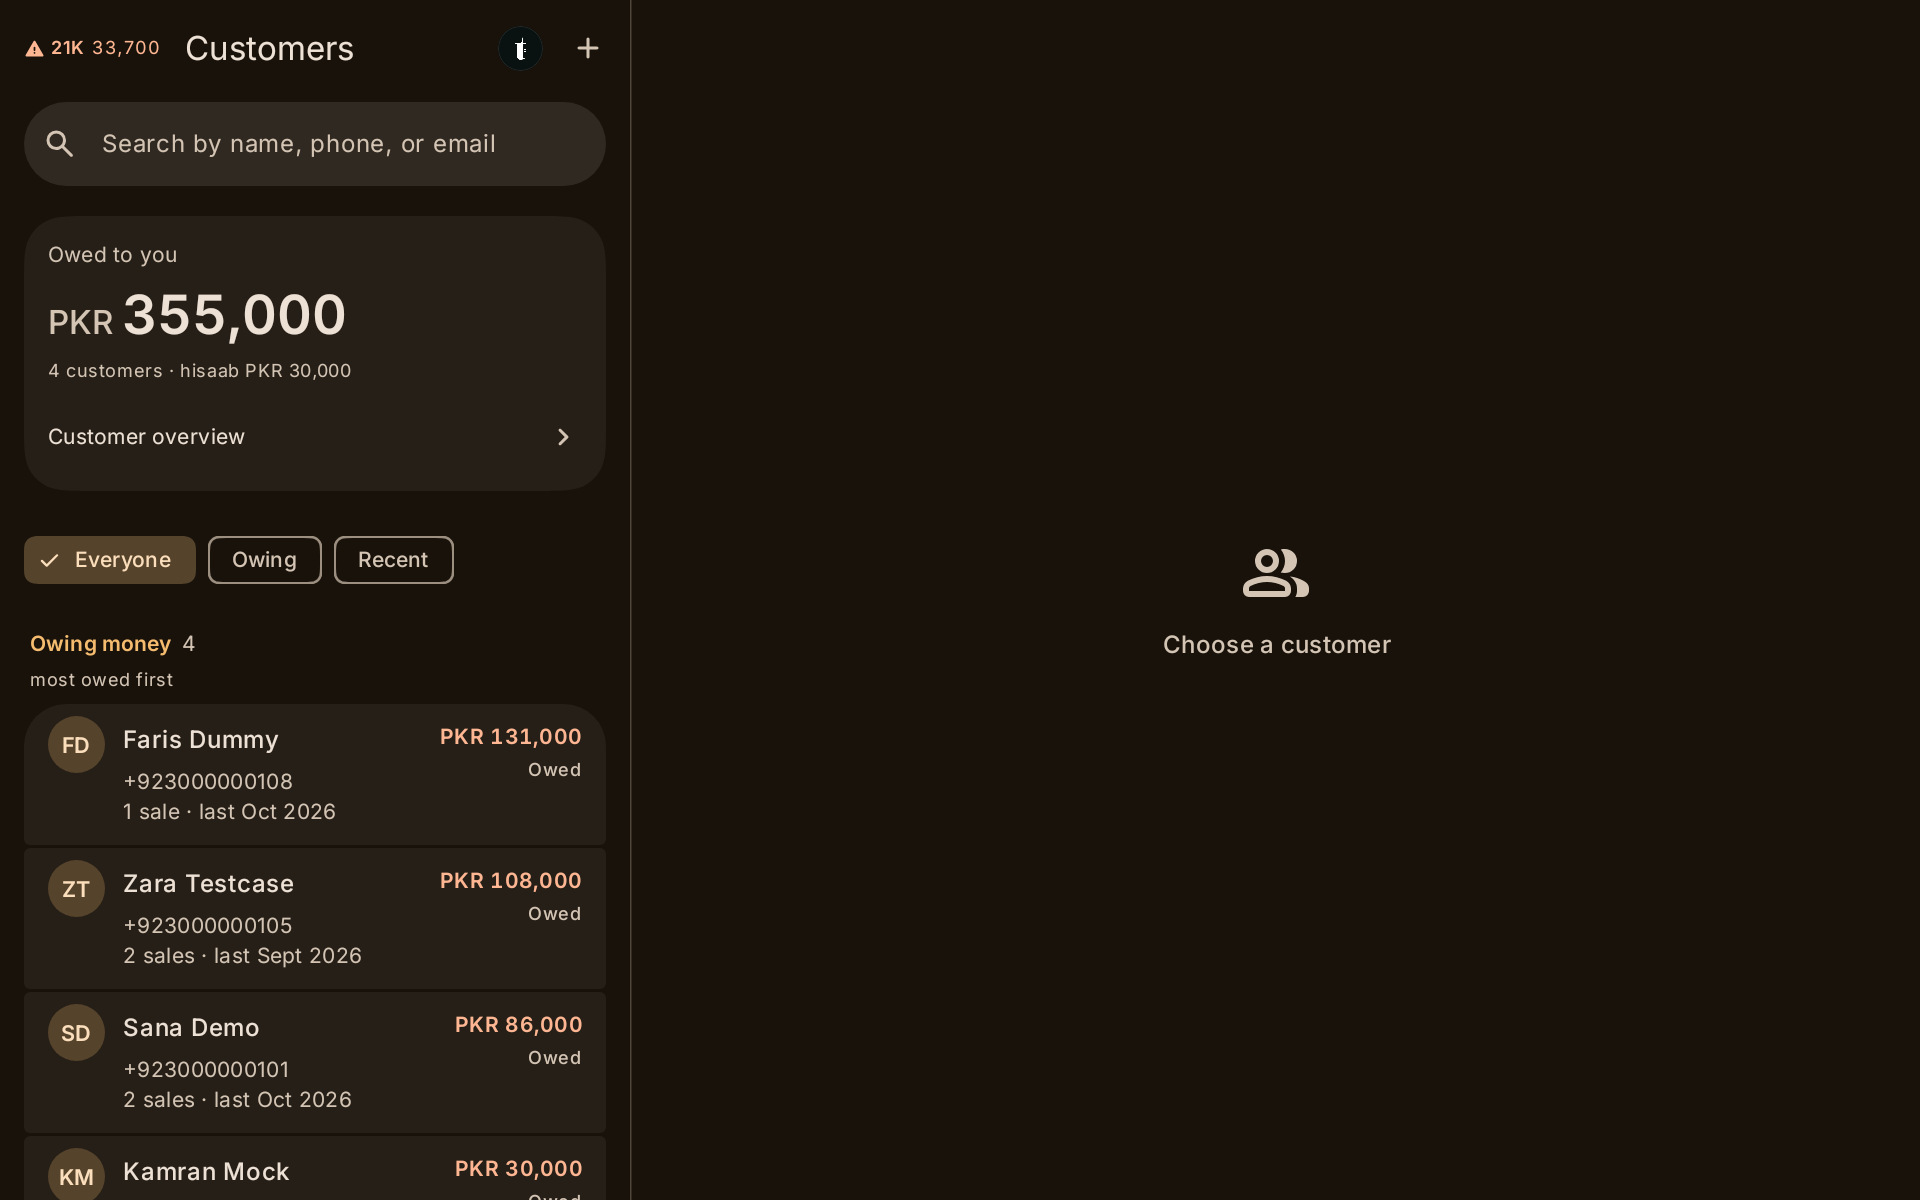 21K 33,700 Customers
Search by name, phone, or email
Owed to you
PKR 355,000
4 customers · hisaab PKR 30,000
Customer overview
Everyone Owing Recent
Owing money 4
most owed first
FD Faris Dummy PKR 131,000
Owed
+923000000108
1 sale · last Oct 2026
ZT Zara Testcase PKR 108,000
Owed
+923000000105
2 sales · last Sept 2026
SD Sana Demo PKR 86,000
Owed
+923000000101
2 sales · last Oct 2026
KM Kamran Mock PKR 30,000
Choose a customer